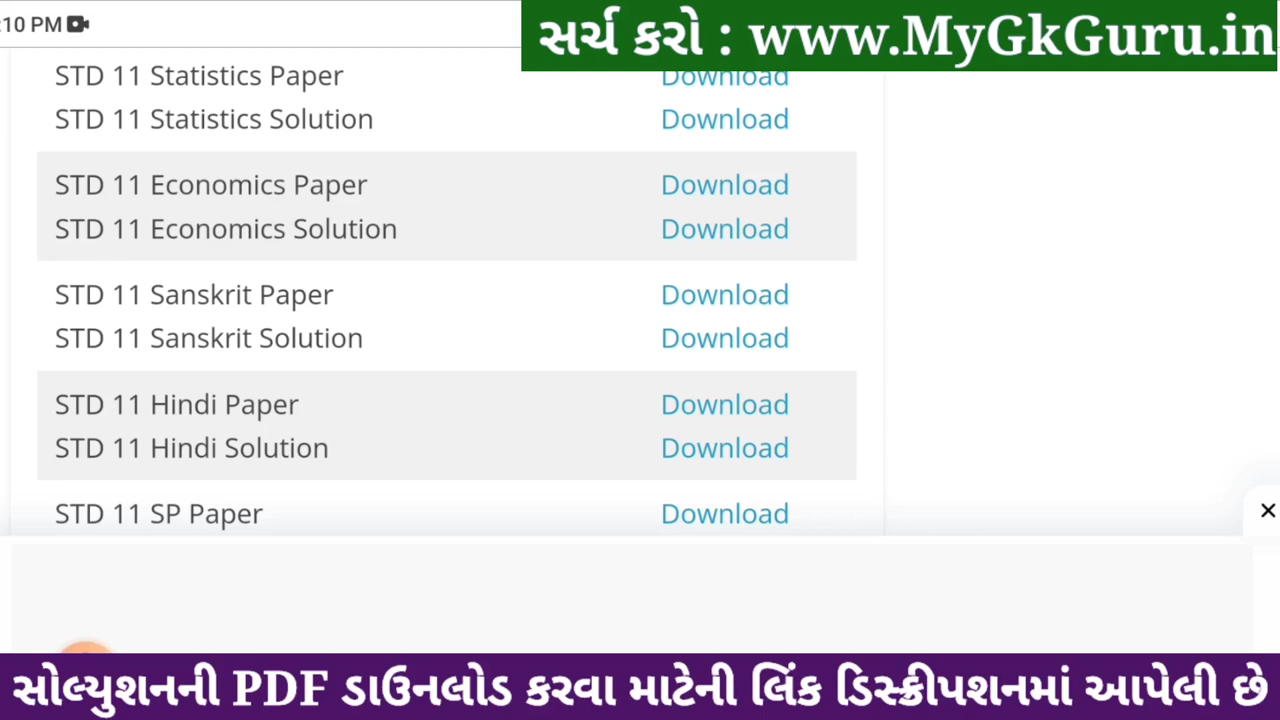 :10 PM
સર્ચ કરો : www.MyGkGuru.in
STD 11 Statistics Paper Download
STD 11 Statistics Solution Download
STD 11 Economics Paper Download
STD 11 Economics Solution Download
STD 11 Sanskrit Paper Download
STD 11 Sanskrit Solution Download
STD 11 Hindi Paper Download
STD 11 Hindi Solution Download
STD 11 SP Paper Download
સોલ્યુશનની PDF ડાઉનલોડ કરવા માટેની લિંક ડિસ્ક્રીપશનમાં આપેલી છે